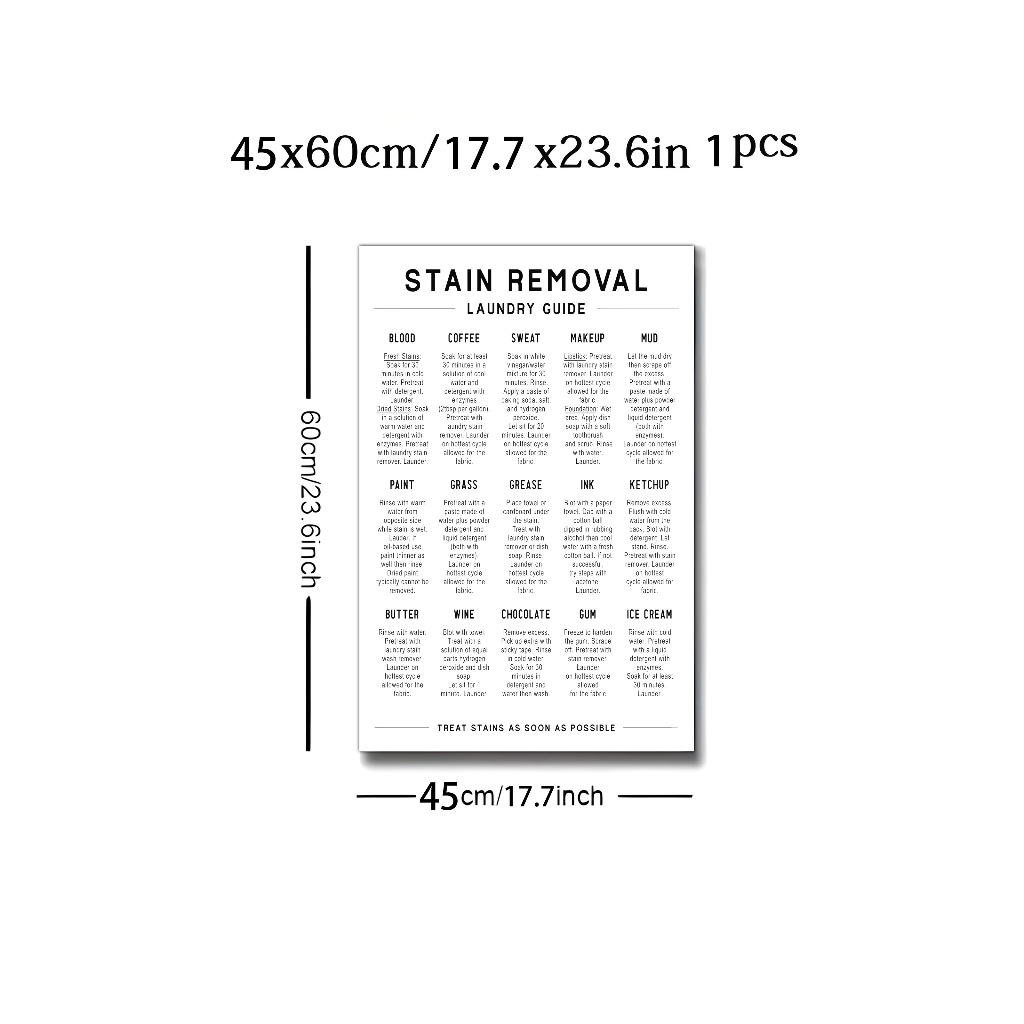 45x60cm/17.7 x23.6in 1pcs
60cm/23.6inch
STAIN REMOVAL
LAUNDRY GUIDE
BLOOD
Fresh Stains:
Soak for 30
minutes in cold
water. Pretreat
with detergent.
Launder.
Dried Stains: Soak
in a solution of
warm water and
detergent with
enzymes. Pretreat
with laundry stain
remover. Launder.
COFFEE
Soak for at least
30 minutes in a
solution of cool
water and
detergent with
enzymes
(2tbsp per gallon).
Pretreat with
laundry stain
remover. Launder
on hottest cycle
allowed for the
fabric.
SWEAT
Soak in white
vinegar/water
mixture for 30
minutes. Rinse.
Apply a paste of
baking soda, salt,
and hydrogen
peroxide.
Let sit for 20
minutes. Launder
on hottest cycle
allowed for the
fabric.
MAKEUP
Lipstick: Pretreat
with laundry stain
remover. Launder
on hottest cycle
allowed for the
fabric.
Foundation: Wet
area. Apply dish
soap with a soft
toothbrush
and scrub. Rinse
with water.
Launder.
MUD
Let the mud dry
then scrape off
the excess.
Pretreat with a
paste made of
water plus powder
detergent and
liquid detergent
(both with
enzymes).
Launder on hottest
cycle allowed for
the fabric.
PAINT
Rinse with warm
water from
opposite side
while stain is wet.
Lauder. If
oil-based use
paint thinner as
well then rinse.
Dried paint
typically cannot be
removed.
GRASS
Pretreat with a
paste made of
water plus powder
detergent and
liquid detergent
(both with
enzymes).
Launder on
hottest cycle
allowed for the
fabric.
GREASE
Place towel or
cardboard under
the stain.
Treat with
laundry stain
remover or dish
soap. Rinse.
Launder on
hottest cycle
allowed for the
fabric.
INK
Blot with a paper
towel. Dab with a
cotton ball
dipped in rubbing
alcohol then cool
water with a fresh
cotton ball. If not
successful,
try steps with
acetone.
Launder.
KETCHUP
Remove excess.
Flush with cold
water from the
back. Blot with
detergent. Let
stand. Rinse.
Pretreat with stain
remover. Launder
on hottest
cycle allowed for
fabric.
BUTTER
Rinse with water.
Pretreat with
laundry stain
wash remover.
Launder on
hottest cycle
allowed for the
fabric.
WINE
Blot with towel.
Treat with a
solution of equal
parts hydrogen
peroxide and dish
soap.
Let sit for 1
minute. Launder.
CHOCOLATE
Remove excess.
Pick up extra with
sticky tape. Rinse
in cold water.
Soak for 30
minutes in
detergent and
water then wash.
GUM
Freeze to harden
the gum. Scrape
off. Pretreat with
stain remover.
Launder
on hottest cycle
allowed
for the fabric.
ICE CREAM
Rinse with cold
water. Pretreat
with a liquid
detergent with
enzymes.
Soak for at least
30 minutes.
Launder.
TREAT STAINS AS SOON AS POSSIBLE
45cm/17.7inch